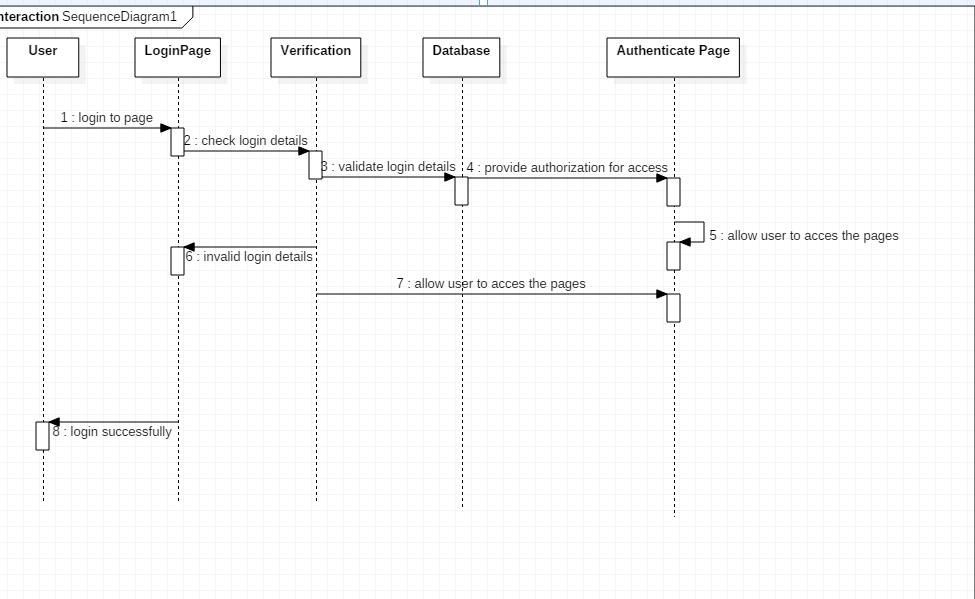 nteraction SequenceDiagram1
User
LoginPage
Verification
Database
Authenticate Page
1 : login to page
2 : check login details
3 : validate login details
4 : provide authorization for access
5 : allow user to acces the pages
6 : invalid login details
7 : allow user to acces the pages
8 : login successfully